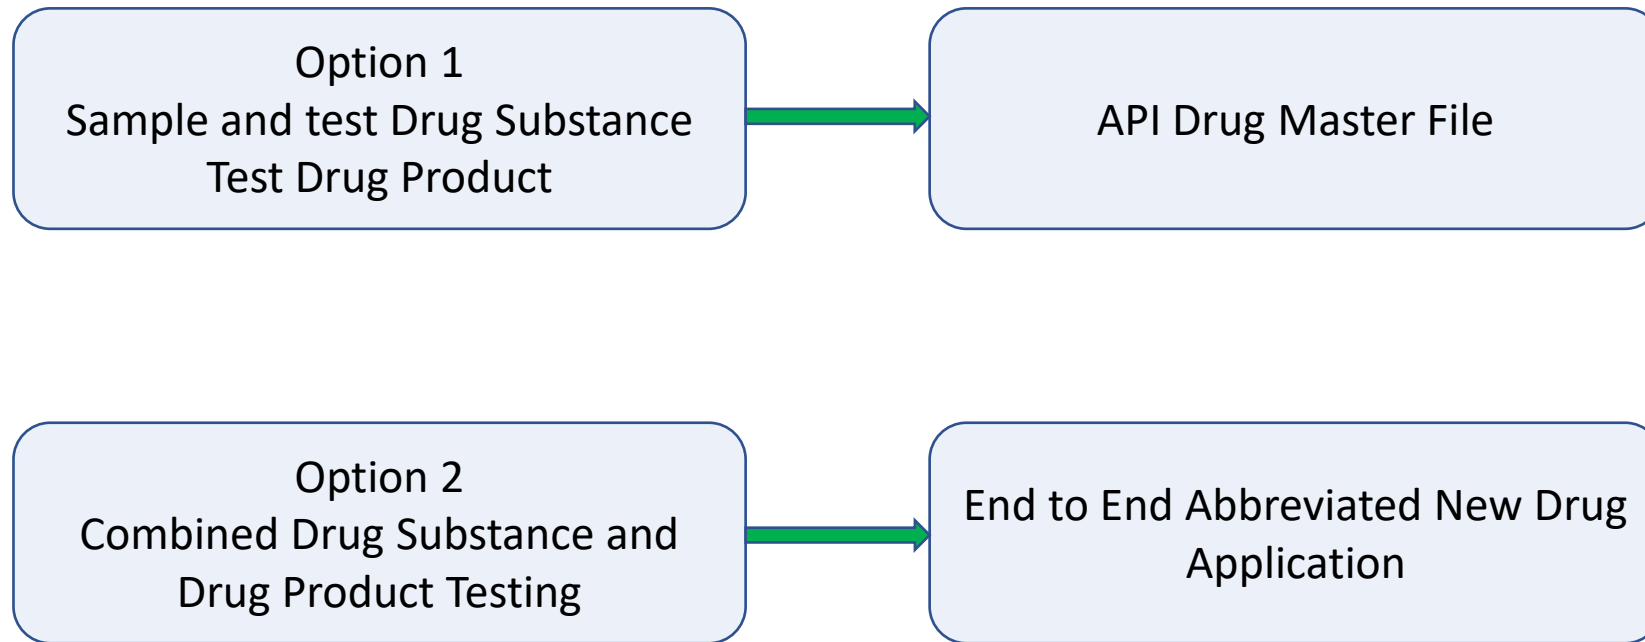 Option 1
Sample and test Drug Substance
Test Drug Product
API Drug Master File
Option 2
Combined Drug Substance and
Drug Product Testing
End to End Abbreviated New Drug
Application